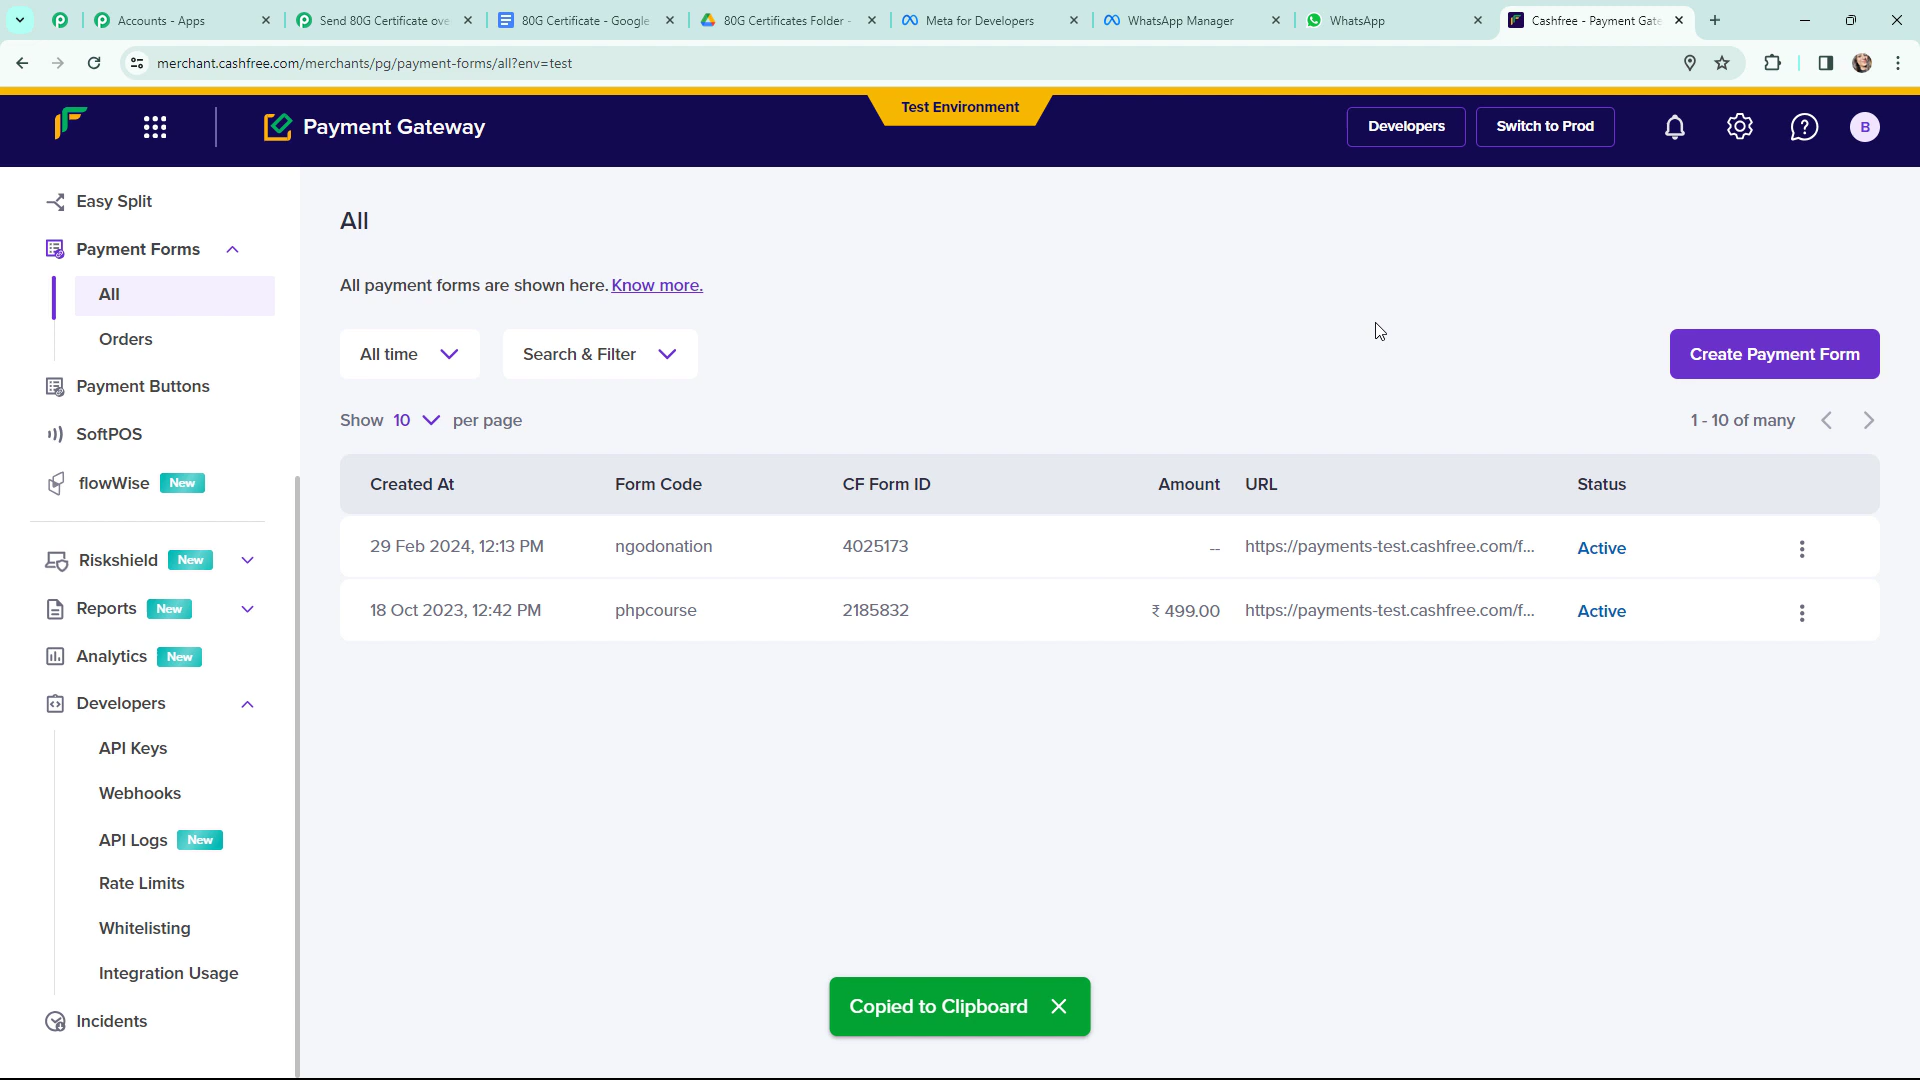 Accounts - Apps
Send 80G Certificate ove
80G Certificate - Google
80G Certificates Folder -
Meta for Developers
WhatsApp Manager
WhatsApp
Cashfree - Payment Gate
merchant.cashfree.com/merchants/pg/payment-forms/all?env=test
Test Environment
Payment Gateway
Developers
Switch to Prod
B
Easy Split
Payment Forms
All
Orders
Payment Buttons
SoftPOS
flowWise New
Riskshield New
Reports New
Analytics New
Developers
API Keys
Webhooks
API Logs New
Rate Limits
Whitelisting
Integration Usage
Incidents
All
All payment forms are shown here. Know more.
All time
Search & Filter
Create Payment Form
Show 10 per page
1 - 10 of many
Created At Form Code CF Form ID Amount URL Status
29 Feb 2024, 12:13 PM ngodonation 4025173 -- https://payments-test.cashfree.com/f... Active
18 Oct 2023, 12:42 PM phpcourse 2185832 ₹ 499.00 https://payments-test.cashfree.com/f... Active
Copied to Clipboard